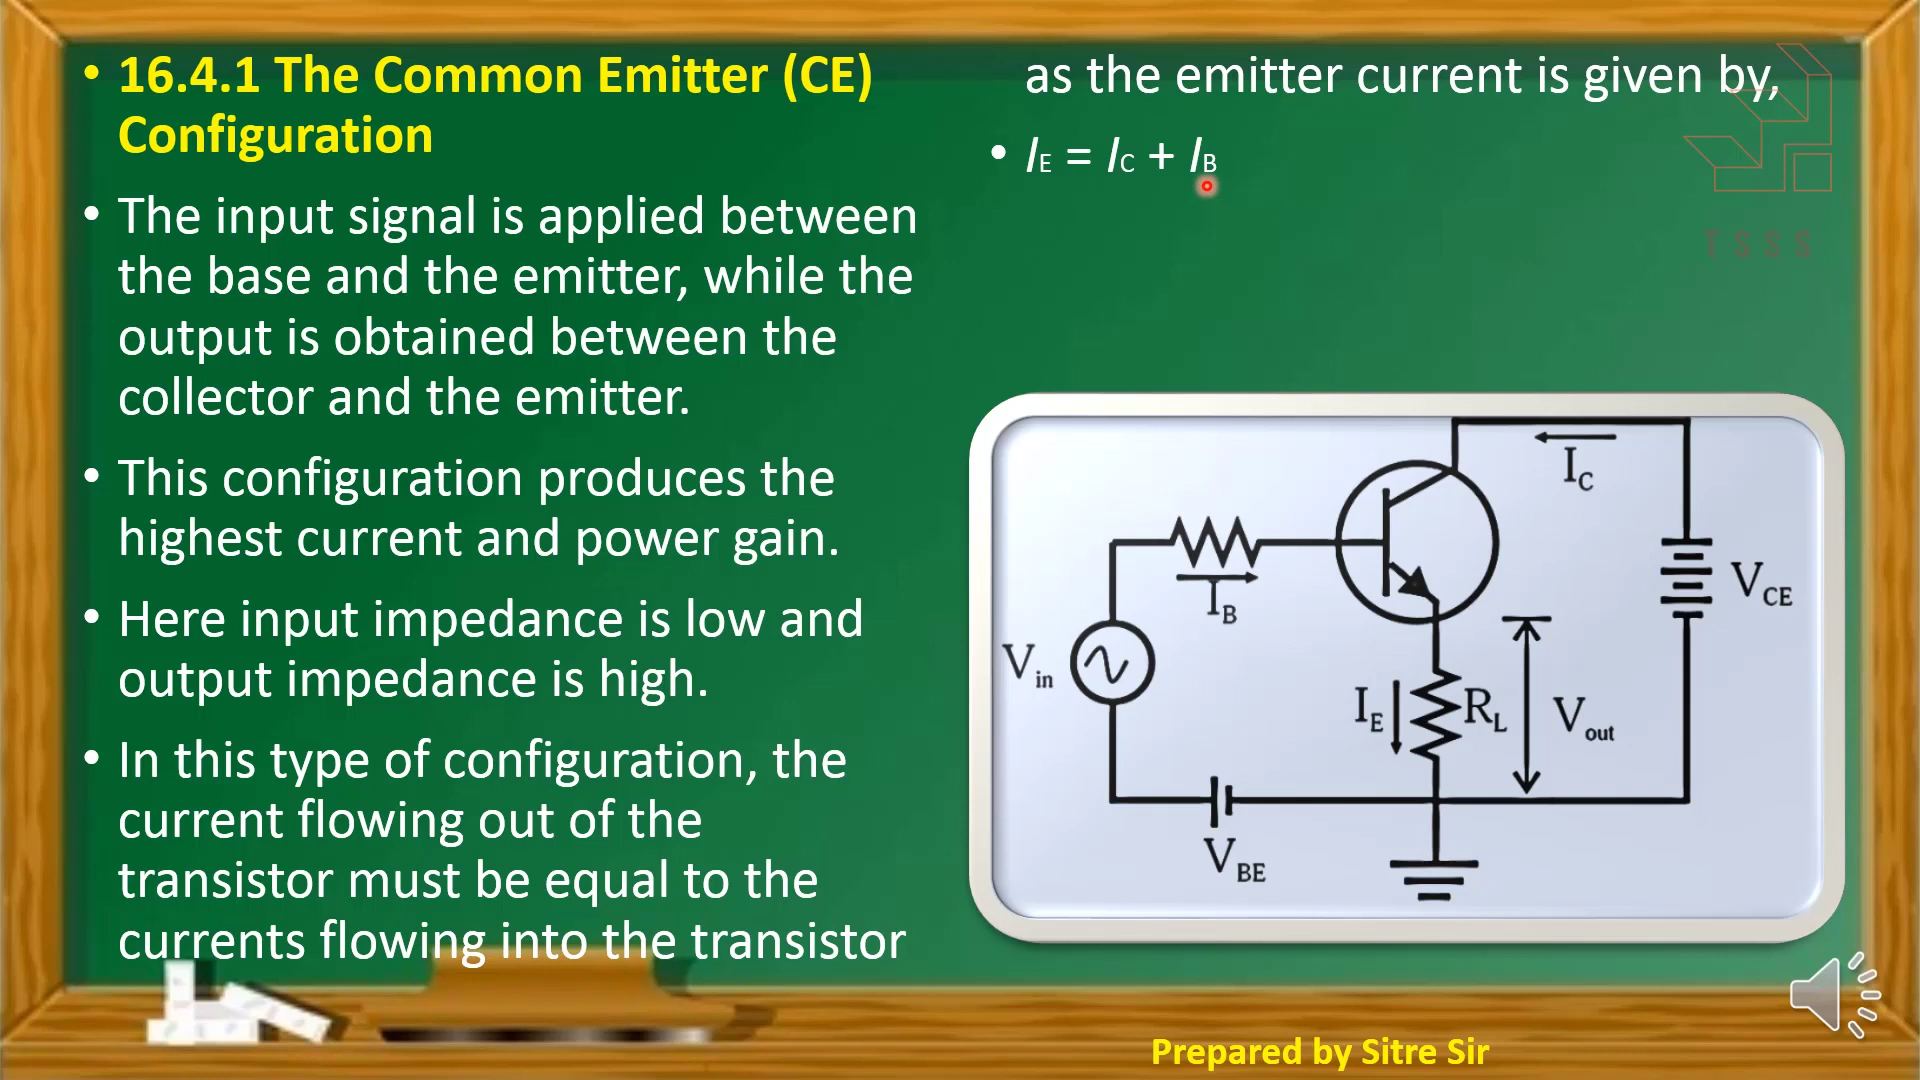 • 16.4.1 The Common Emitter (CE)
Configuration
• The input signal is applied between
the base and the emitter, while the
output is obtained between the
collector and the emitter.
• This configuration produces the
highest current and power gain.
• Here input impedance is low and
output impedance is high.
• In this type of configuration, the
current flowing out of the
transistor must be equal to the
currents flowing into the transistor
as the emitter current is given by,
• IE = IC + IB
TSSS
IC
IB
VCE
Vin
IE
RL
Vout
VBE
Prepared by Sitre Sir